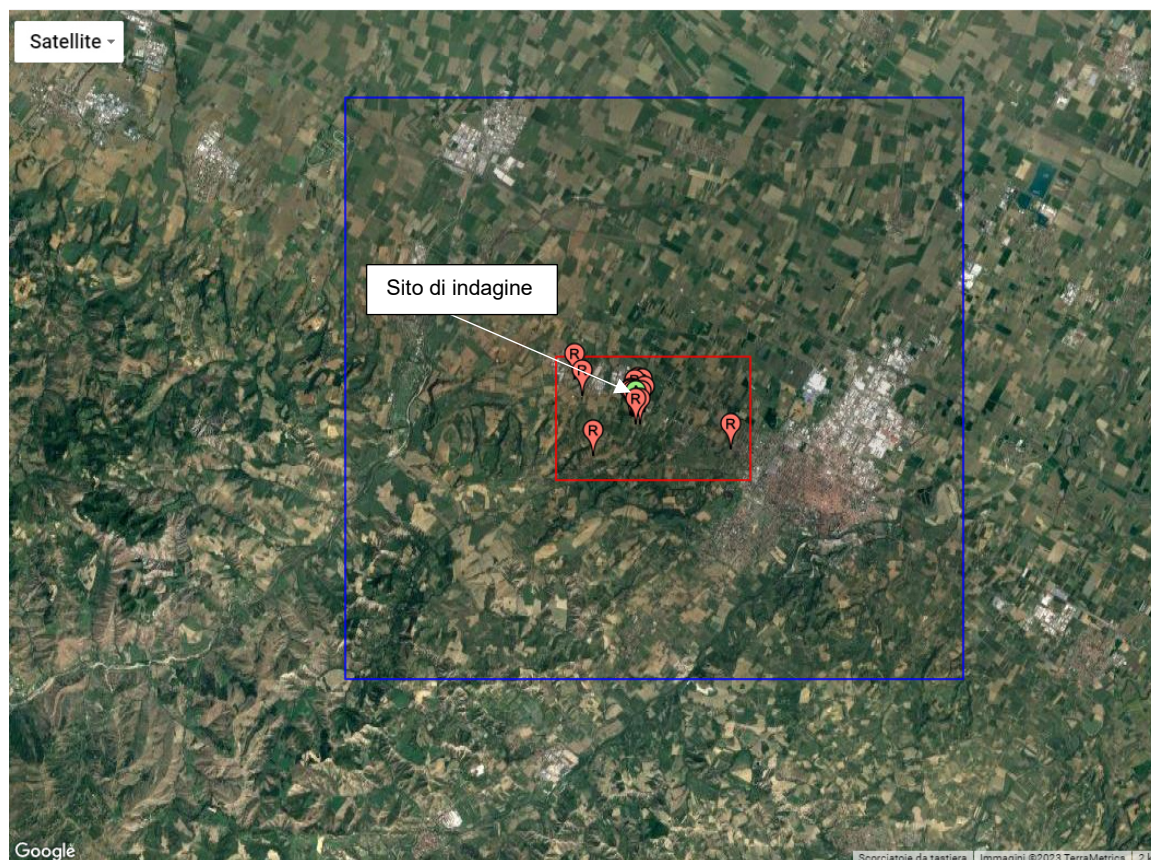 Satellite
Sito di indagine
R
R
R
R
R
Google
Scorciatoie da tastiera
Immagini ©2023 TerraMetrics